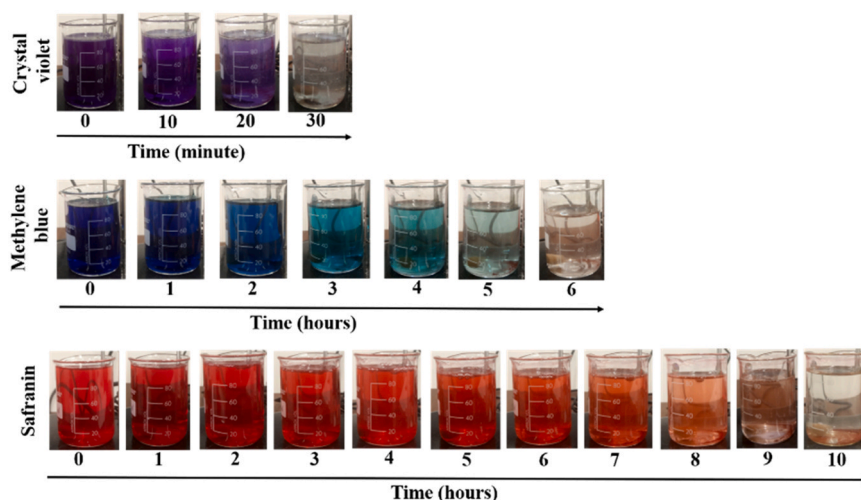 Crystal violet
0 10 20 30
Time (minute)
Methylene blue
0 1 2 3 4 5 6
Time (hours)
Safranin
0 1 2 3 4 5 6 7 8 9 10
Time (hours)